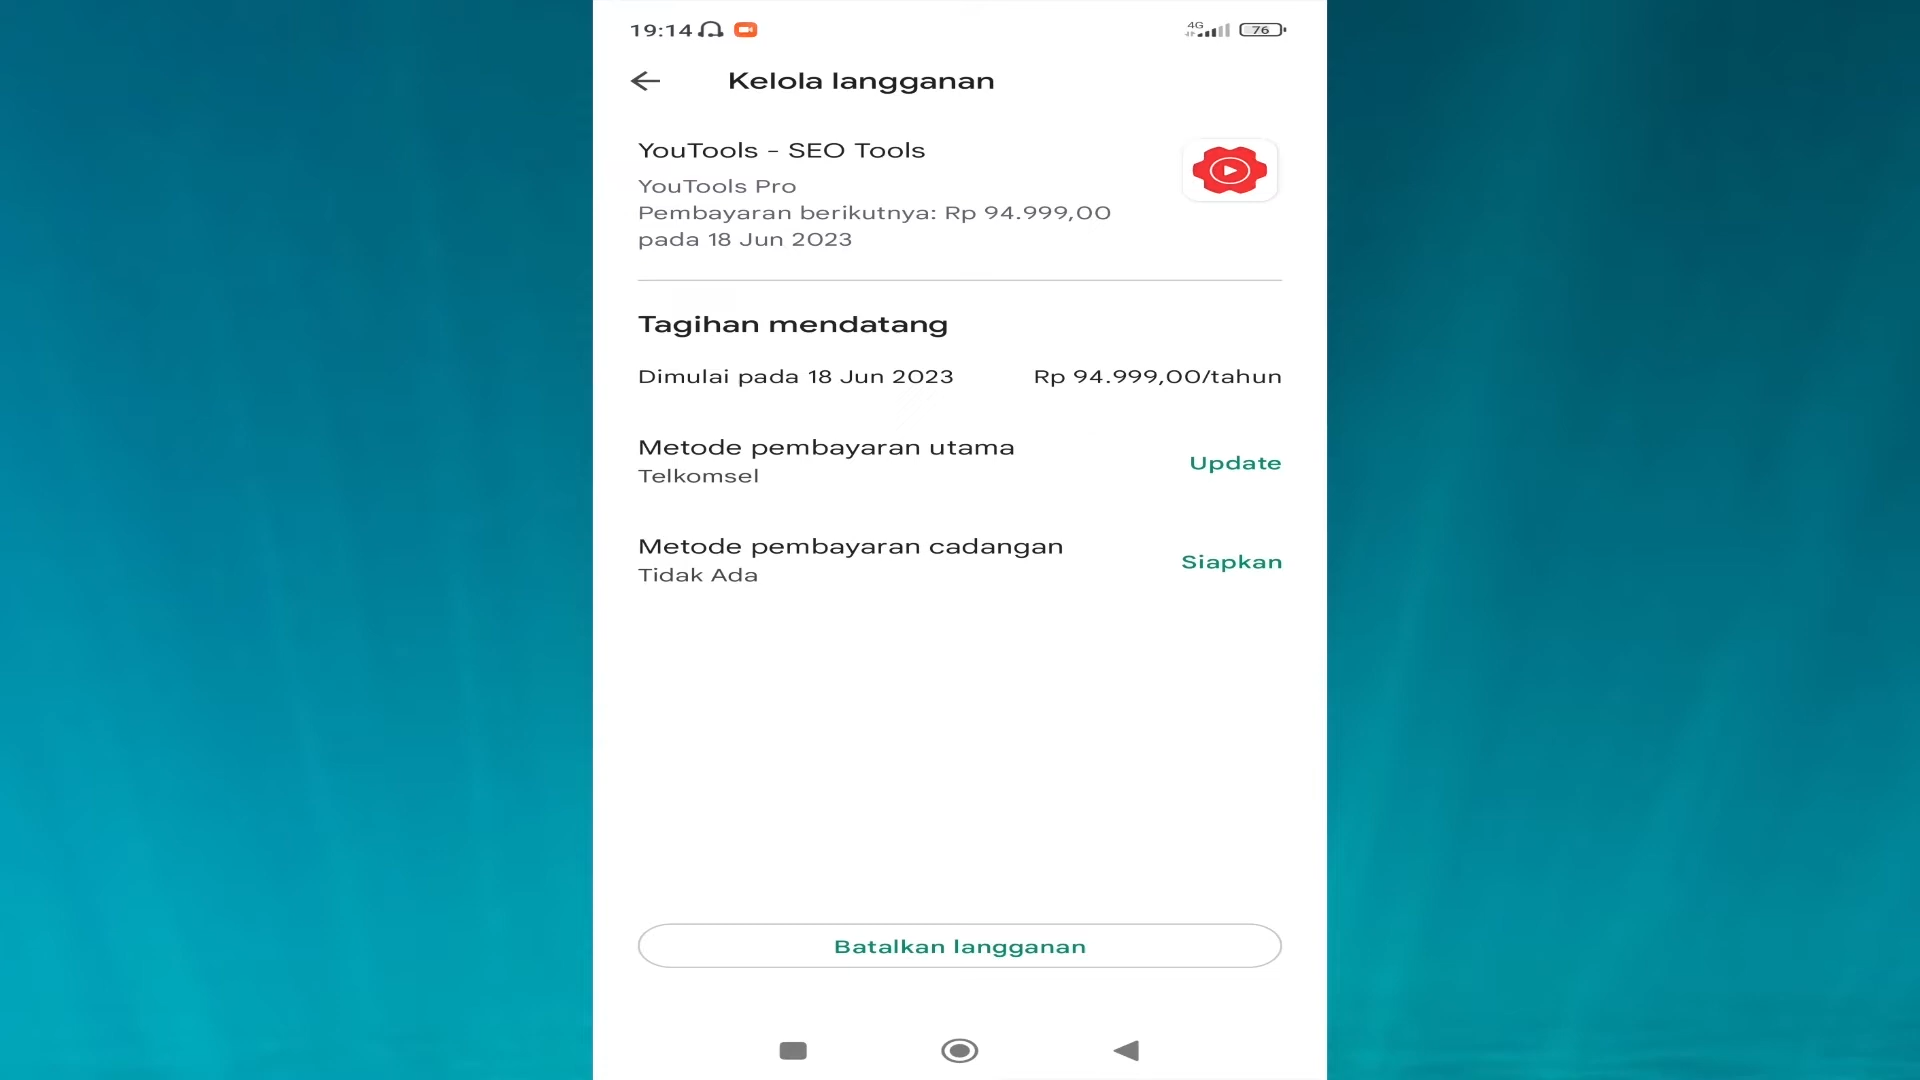 19:14
4G
76
Kelola langganan
YouTools - SEO Tools
YouTools Pro
Pembayaran berikutnya: Rp 94.999,00
pada 18 Jun 2023
Tagihan mendatang
Dimulai pada 18 Jun 2023 Rp 94.999,00/tahun
Metode pembayaran utama
Telkomsel
Update
Metode pembayaran cadangan
Tidak Ada
Siapkan
Batalkan langganan